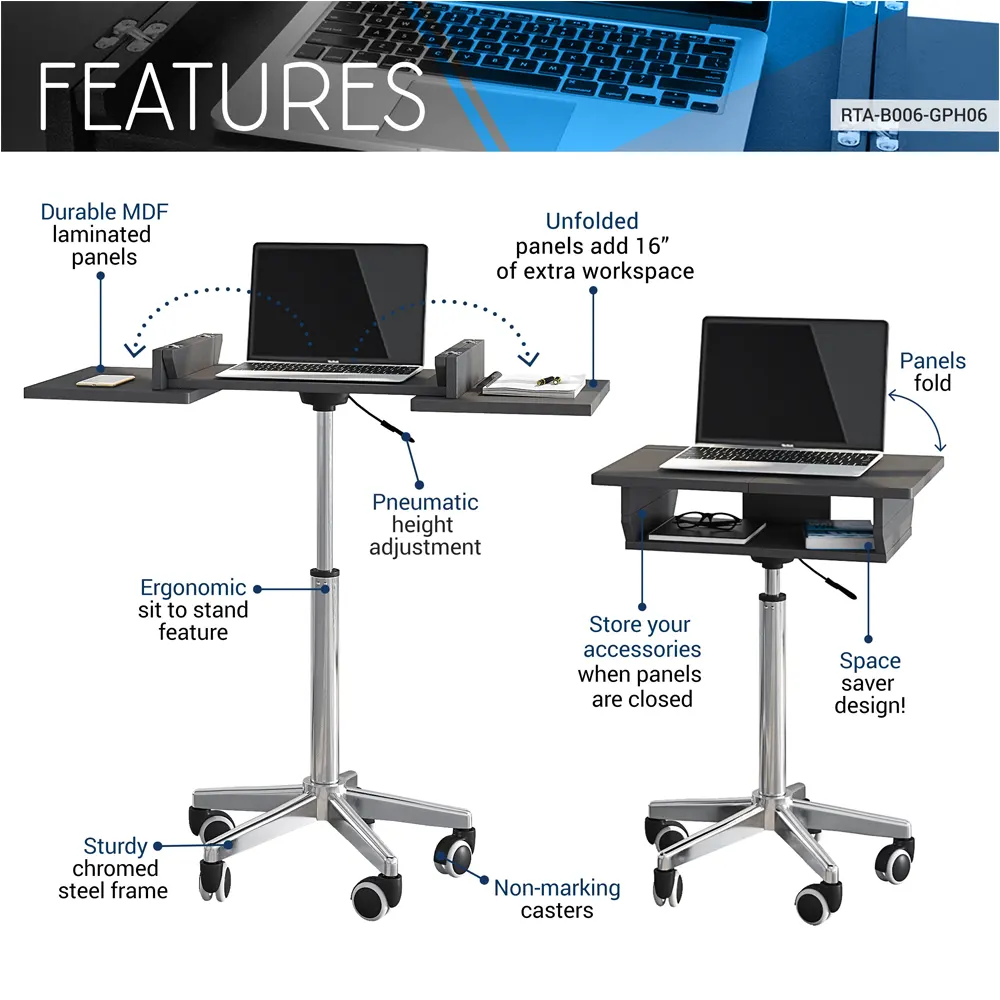 FEATURES
RTA-B006-GPH06
Durable MDF
laminated
panels
Unfolded
panels add 16”
of extra workspace
Panels
fold
Pneumatic
height
adjustment
Ergonomic
sit to stand
feature
Store your
accessories
when panels
are closed
Space
saver
design!
Sturdy
chromed
steel frame
Non-marking
casters